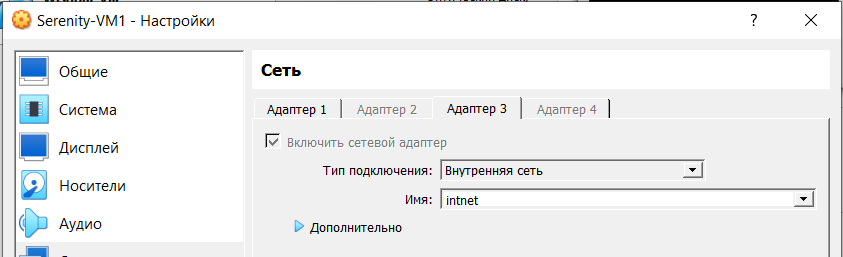 Serenity-VM1 - Настройки
?
Общие
Система
Дисплей
Носители
Аудио
Сеть
Адаптер 1
Адаптер 2
Адаптер 3
Адаптер 4
Включить сетевой адаптер
Тип подключения: Внутренняя сеть
Имя: intnet
Дополнительно